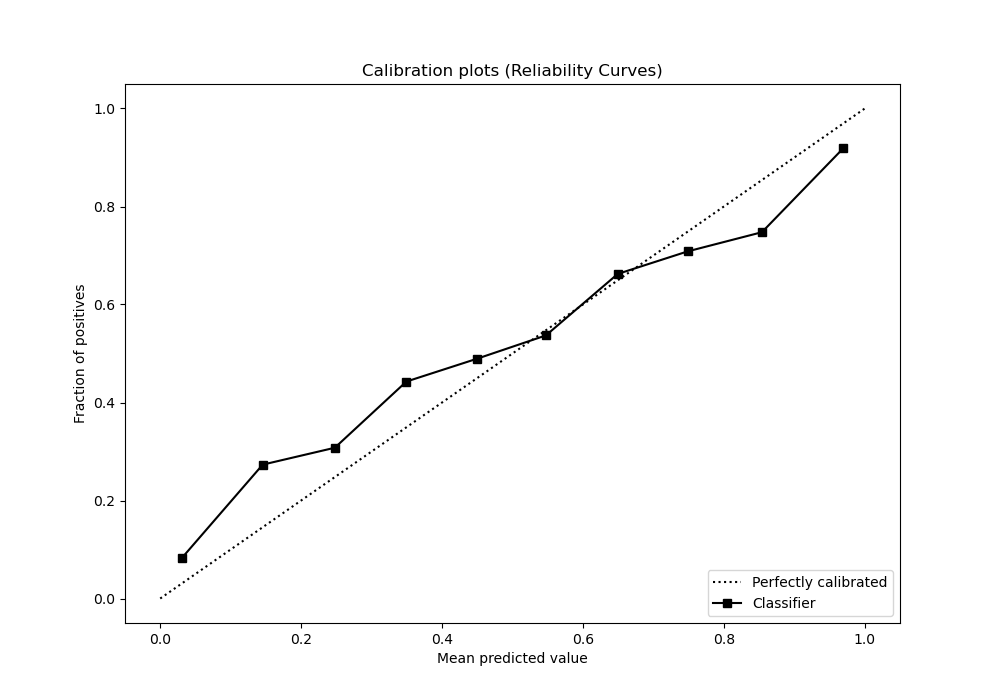 Calibration plots (Reliability Curves)
Fraction of positives
1.0
0.8
0.6
0.4
0.2
0.0
0.0 0.2 0.4 0.6 0.8 1.0
Mean predicted value
Perfectly calibrated
Classifier